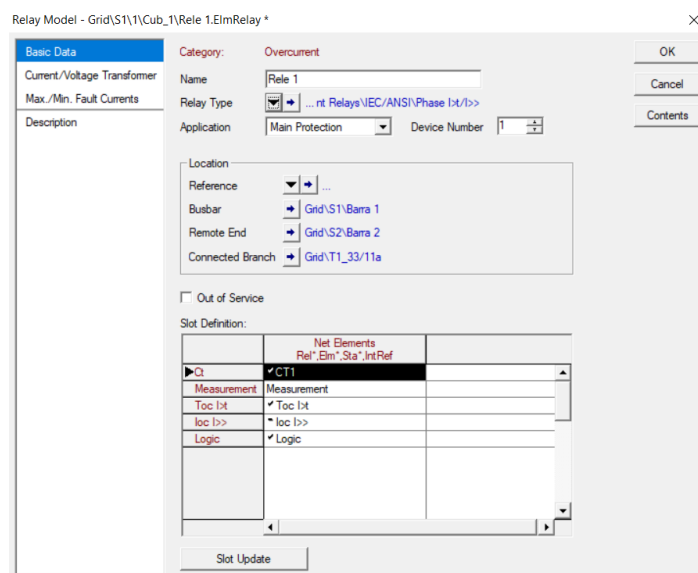 Relay Model - Grid\S1\1\Cub_1\Rele 1.ElmRelay *
Basic Data
Current/Voltage Transformer
Max./Min. Fault Currents
Description
Category: Overcurrent
Name Rele 1
Relay Type ... nt Relays\IEC/ANSI\Phase I>t/I>>
Application Main Protection Device Number 1
Location
Reference ...
Busbar Grid\S1\Barra 1
Remote End Grid\S2\Barra 2
Connected Branch Grid\T1_33/11a
Out of Service
Slot Definition:
Net Elements
Rel*,Elm*,Sta*,IntRef
Ct CT1
Measurement Measurement
Toc I>t Toc I>t
Ioc I>> Ioc I>>
Logic Logic
Slot Update
OK
Cancel
Contents